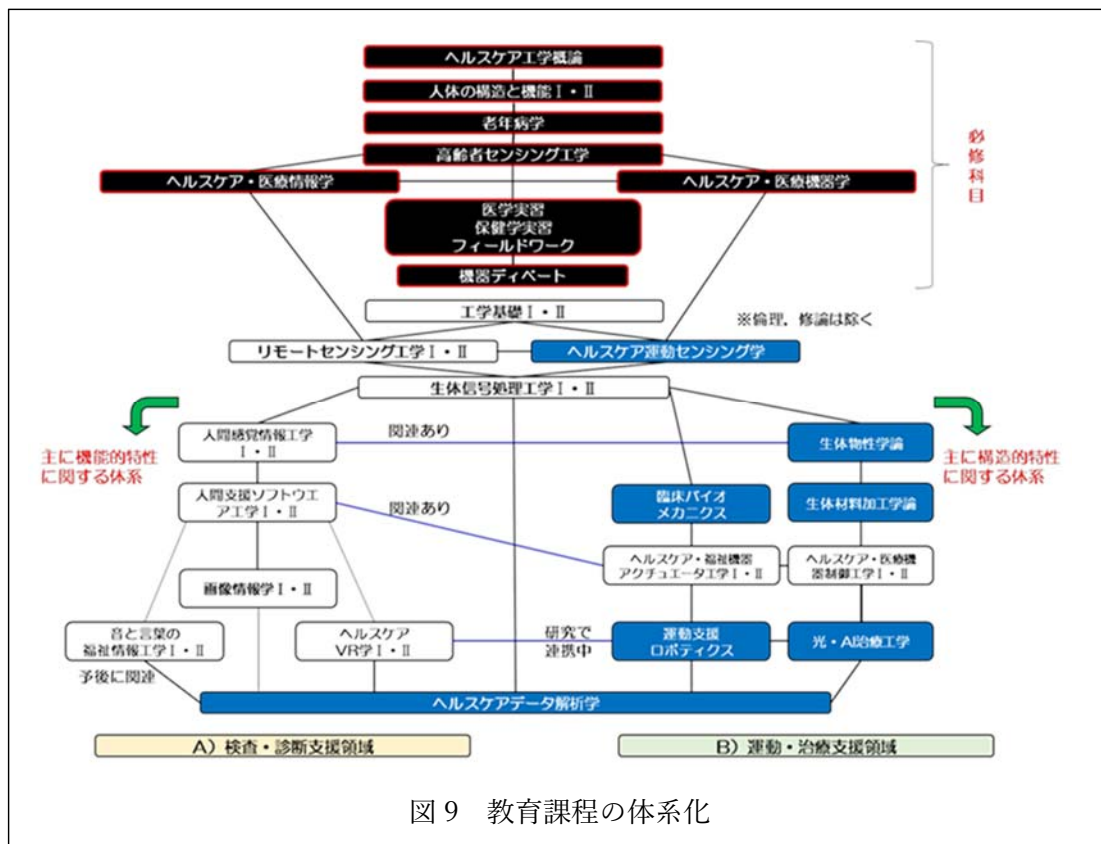 ヘルスケア工学概論
人体の構造と機能Ⅰ・Ⅱ
老年病学
高齢者センシング工学
ヘルスケア・医療情報学
ヘルスケア・医療機器学
医学実習
保健学実習
フィールドワーク
機器ディベート
必修科目
工学基礎Ⅰ・Ⅱ
※倫理，修論は除く
リモートセンシング工学Ⅰ・Ⅱ
ヘルスケア運動センシング学
生体信号処理工学Ⅰ・Ⅱ
主に機能的特性
に関する体系
人間感覚情報工学
Ⅰ・Ⅱ
関連あり
生体物性学論
主に構造的特性
に関する体系
人間支援ソフトウエ
ア工学Ⅰ・Ⅱ
関連あり
臨床バイオ
メカニクス
生体材料加工学論
ヘルスケア・福祉機器
アクチュエータ工学Ⅰ・Ⅱ
ヘルスケア・医療機
器制御工学Ⅰ・Ⅱ
画像情報学Ⅰ・Ⅱ
音と言葉の
福祉情報工学Ⅰ・Ⅱ
ヘルスケア
VR学Ⅰ・Ⅱ
研究で
連携中
運動支援
ロボティクス
光・AI治療工学
予後に関連
ヘルスケアデータ解析学
A）検査・診断支援領域
B）運動・治療支援領域
図 9　教育課程の体系化